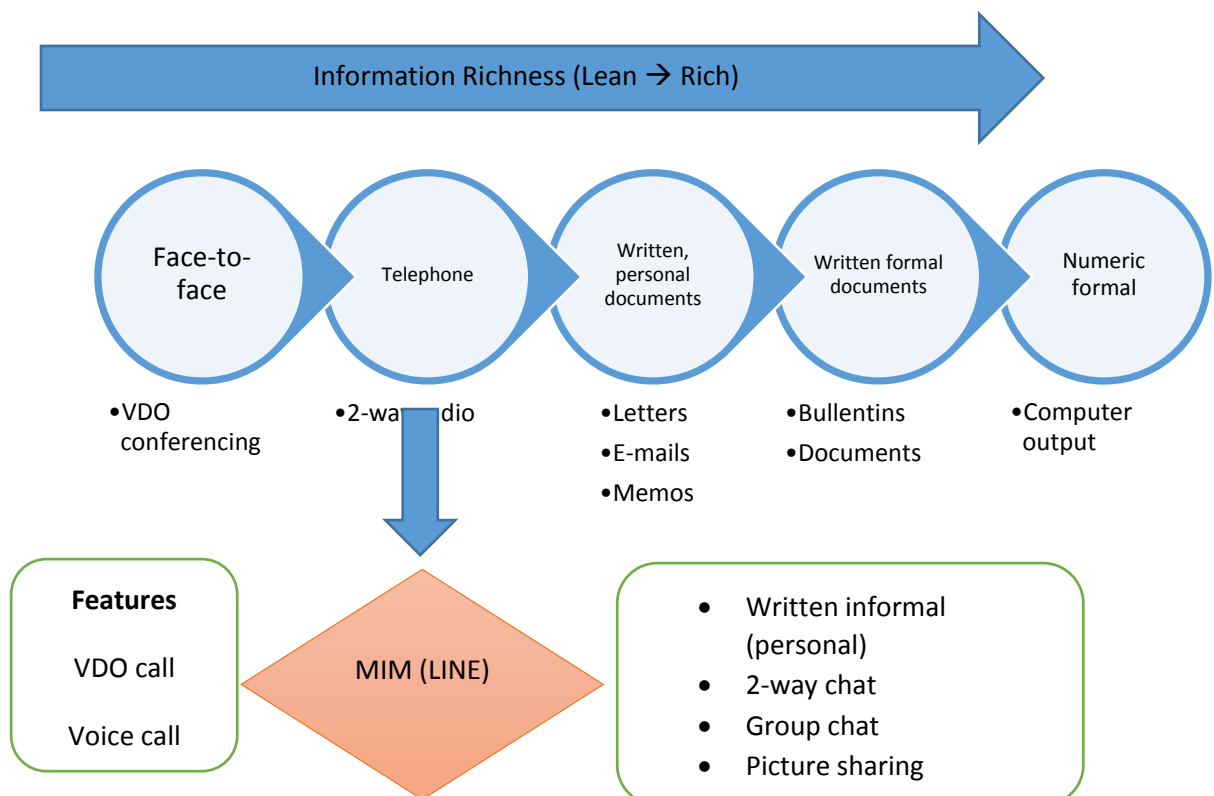 Information Richness (Lean → Rich)
Face-to-
face
Telephone
Written,
personal
documents
Written formal
documents
Numeric
formal
•VDO
conferencing
•2-wa dio
•Letters
•E-mails
•Memos
•Bullentins
•Documents
•Computer
output
Features
VDO call
Voice call
MIM (LINE)
• Written informal
(personal)
• 2-way chat
• Group chat
• Picture sharing